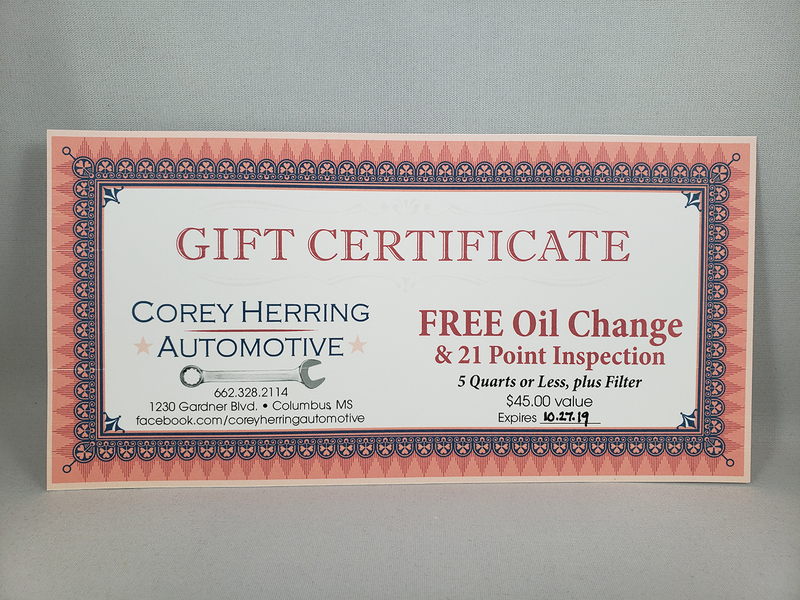 GIFT CERTIFICATE
COREY HERRING
AUTOMOTIVE
662.328.2114
1230 Gardner Blvd. • Columbus, MS
facebook.com/coreyherringautomotive
FREE Oil Change
& 21 Point Inspection
5 Quarts or Less, plus Filter
$45.00 value
Expires 10.27.19